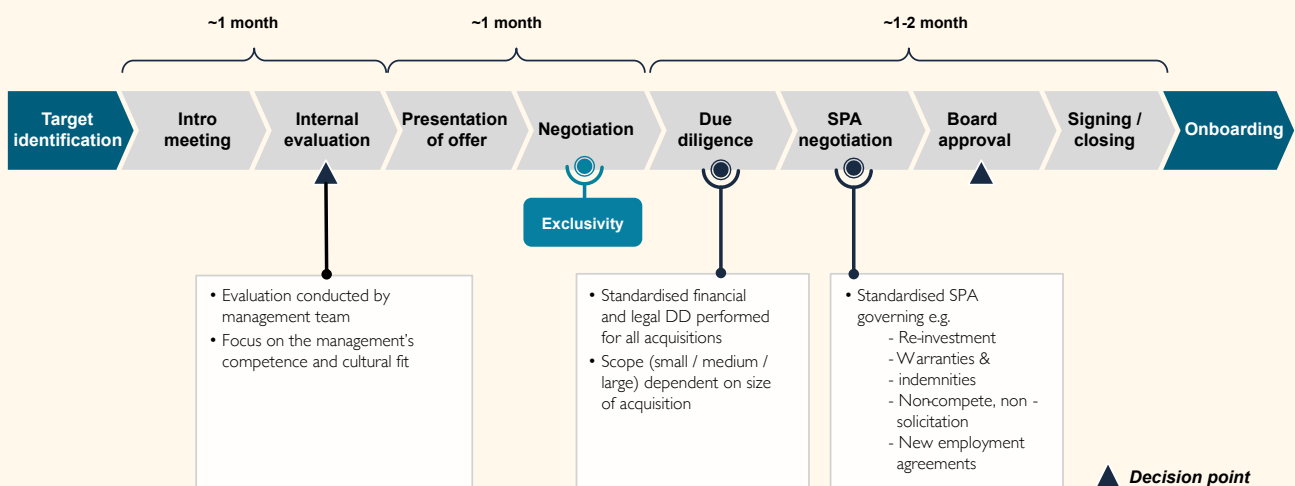 ~1 month
~1 month
~1-2 month
Target
identification
Intro
meeting
Internal
evaluation
Presentation
of offer
Negotiation
Due
diligence
SPA
negotiation
Board
approval
Signing /
closing
Onboarding
Exclusivity
• Evaluation conducted by
management team
• Focus on the management's
competence and cultural fit
• Standardised financial
and legal DD performed
for all acquisitions
• Scope (small / medium /
large) dependent on size
of acquisition
• Standardised SPA
governing e.g.
- Re-investment
- Warranties &
- indemnities
- Non-compete, non -
solicitation
- New employment
agreements
Decision point